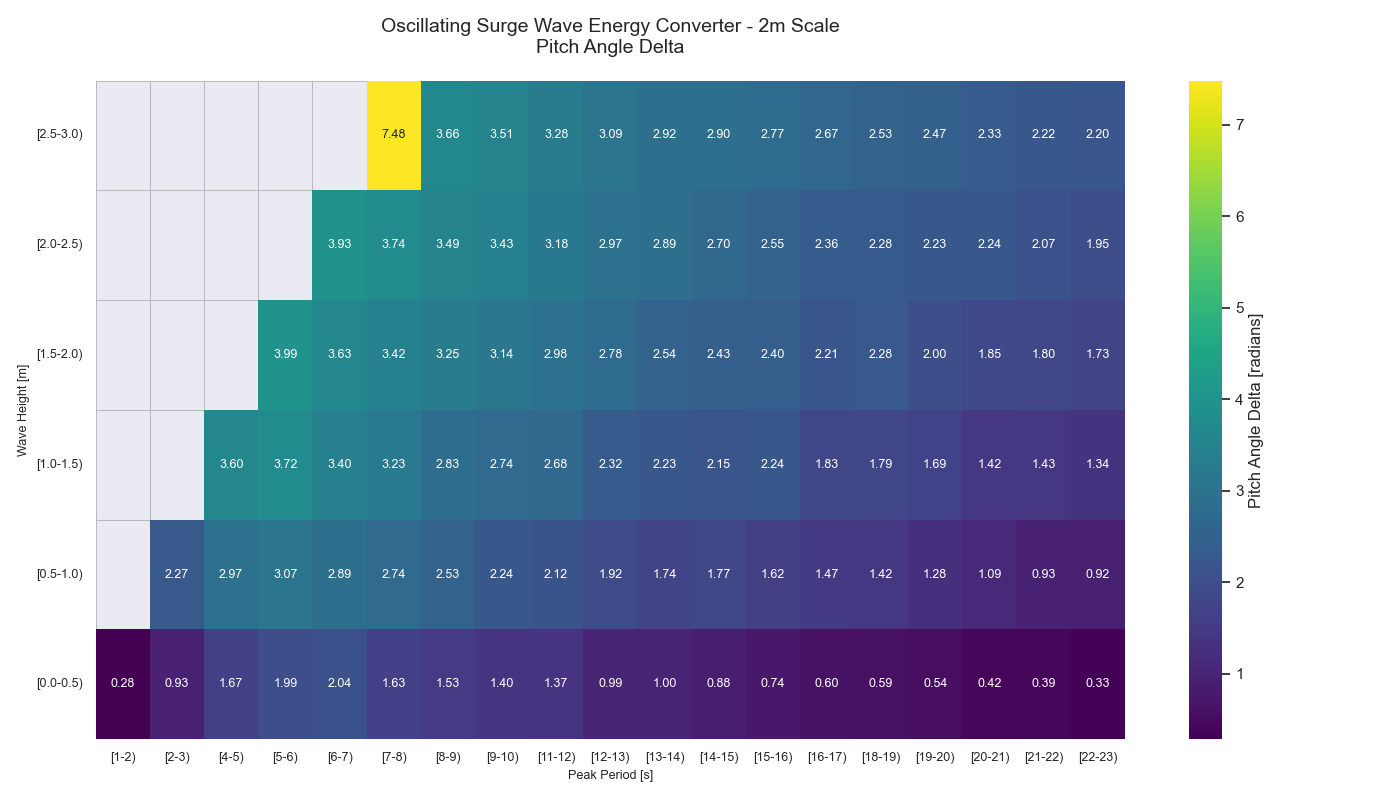 Oscillating Surge Wave Energy Converter - 2m Scale
Pitch Angle Delta
Wave Height [m]
[2.5-3.0) 7.48 3.66 3.51 3.28 3.09 2.92 2.90 2.77 2.67 2.53 2.47 2.33 2.22 2.20
[2.0-2.5) 3.93 3.74 3.49 3.43 3.18 2.97 2.89 2.70 2.55 2.36 2.28 2.23 2.24 2.07 1.95
[1.5-2.0) 3.99 3.63 3.42 3.25 3.14 2.98 2.78 2.54 2.43 2.40 2.21 2.28 2.00 1.85 1.80 1.73
[1.0-1.5) 3.60 3.72 3.40 3.23 2.83 2.74 2.68 2.32 2.23 2.15 2.24 1.83 1.79 1.69 1.42 1.43 1.34
[0.5-1.0) 2.27 2.97 3.07 2.89 2.74 2.53 2.24 2.12 1.92 1.74 1.77 1.62 1.47 1.42 1.28 1.09 0.93 0.92
[0.0-0.5) 0.28 0.93 1.67 1.99 2.04 1.63 1.53 1.40 1.37 0.99 1.00 0.88 0.74 0.60 0.59 0.54 0.42 0.39 0.33
[1-2) [2-3) [4-5) [5-6) [6-7) [7-8) [8-9) [9-10) [11-12) [12-13) [13-14) [14-15) [15-16) [16-17) [18-19) [19-20) [20-21) [21-22) [22-23)
Peak Period [s]
7
6
5
4
3
2
1
Pitch Angle Delta [radians]